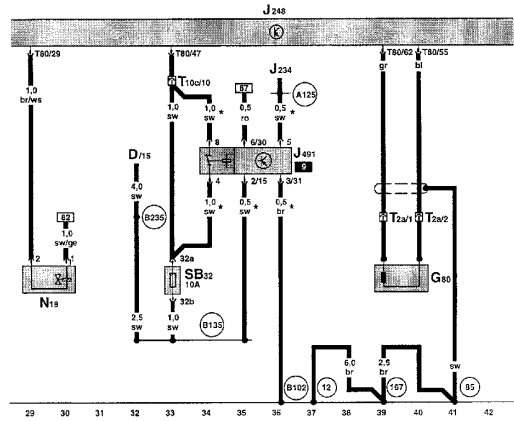 J248
k
T80/29
T80/47
T80/62 T80/55
gr bl
T10c/10
J234
A125
1,0
br/ws
1,0
sw
1,0
sw *
87
0,5
ro
0,5
sw *
8 6/30 5
J491
k
9
D/15
4,0
sw
4 2/15 3/31
1,0
sw *
0,5
sw *
0,5
br *
B235
82
1,0
sw/ge
T2a/1 T2a/2
2 1
N18
32a
SB32
10A
32b
G80
2,5
sw
1,0
sw
B135
6,0
br
2,5
br
sw
B102 12 167 85
29 30 31 32 33 34 35 36 37 38 39 40 41 42